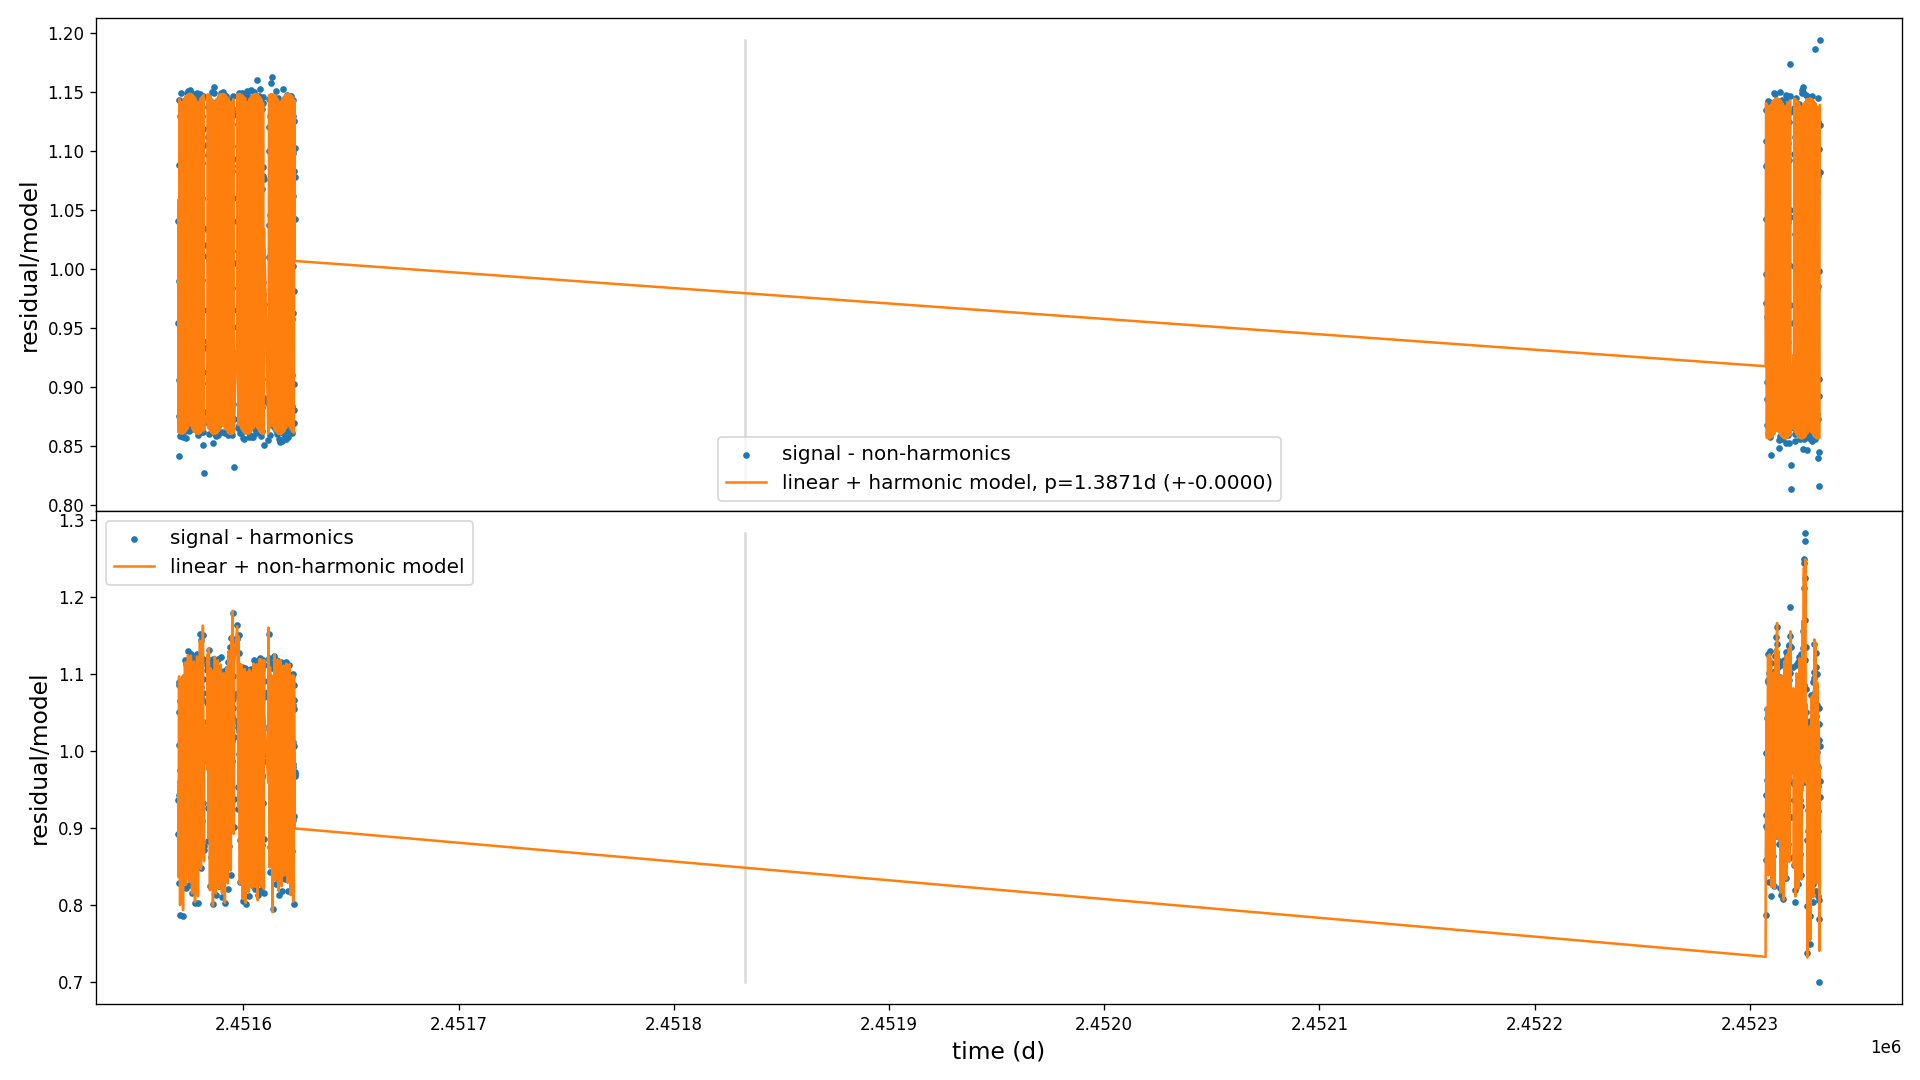 1.20
1.15
1.10
1.05
1.00
0.95
0.90
0.85
0.80
residual/model
signal - non-harmonics
linear + harmonic model, p=1.3871d (+-0.0000)
1.3
1.2
1.1
1.0
0.9
0.8
0.7
residual/model
signal - harmonics
linear + non-harmonic model
2.4516 2.4517 2.4518 2.4519 2.4520 2.4521 2.4522 2.4523
1e6
time (d)